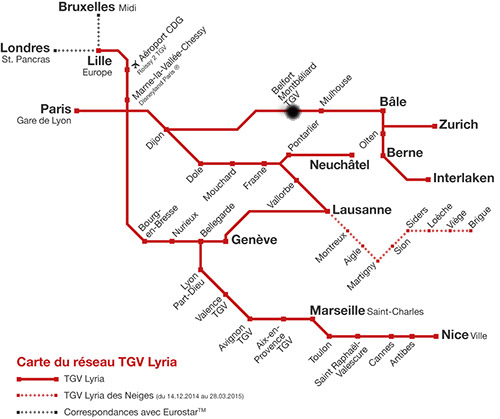 Bruxelles Midi
Londres
St. Pancras
Lille
Europe
Aéroport CDG
Roissy 2 TGV
Marne-la-Vallée-Chessy
Disneyland Paris ®
Paris
Gare de Lyon
Dijon
Belfort
Montbéliard
TGV
Mulhouse
Bâle
Zurich
Olten
Berne
Interlaken
Dole
Mouchard
Frasne
Pontarlier
Neuchâtel
Vallorbe
Lausanne
Montreux
Aigle
Martigny
Sion
Siders
Loèche
Viège
Brigue
Bourg-
en-Bresse
Nurieux
Bellegarde
Genève
Lyon
Part-Dieu
Valence
TGV
Avignon
TGV
Aix-en-
Provence TGV
Marseille Saint-Charles
Toulon
Saint Raphaël-
Valescure
Cannes
Antibes
Nice Ville
Carte du réseau TGV Lyria
TGV Lyria
TGV Lyria des Neiges (du 14.12.2014 au 28.03.2015)
Correspondances avec Eurostar™